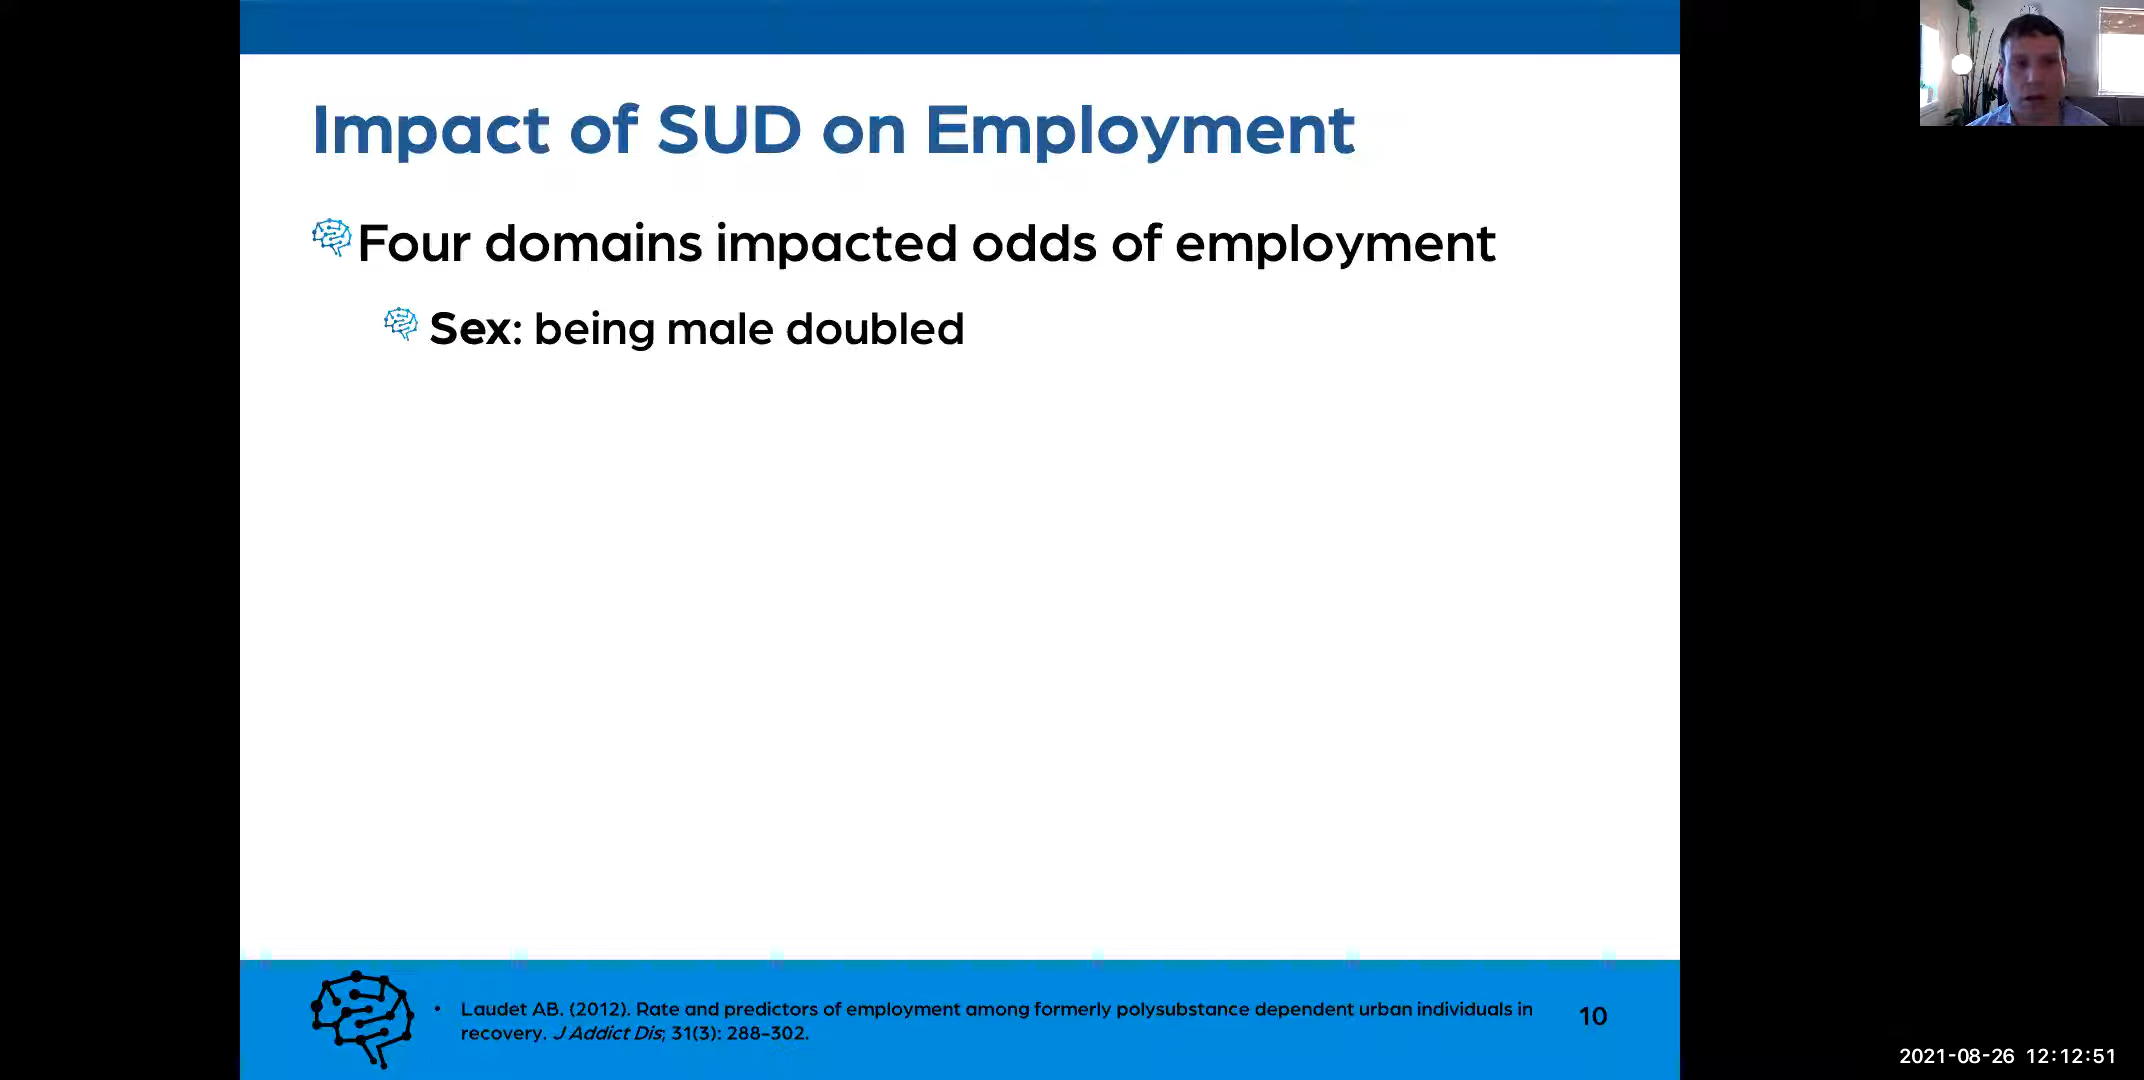 Impact of SUD on Employment
Four domains impacted odds of employment
Sex: being male doubled
• Laudet AB. (2012). Rate and predictors of employment among formerly polysubstance dependent urban individuals in
recovery. J Addict Dis; 31(3): 288-302.
10
2021-08-26 12:12:51